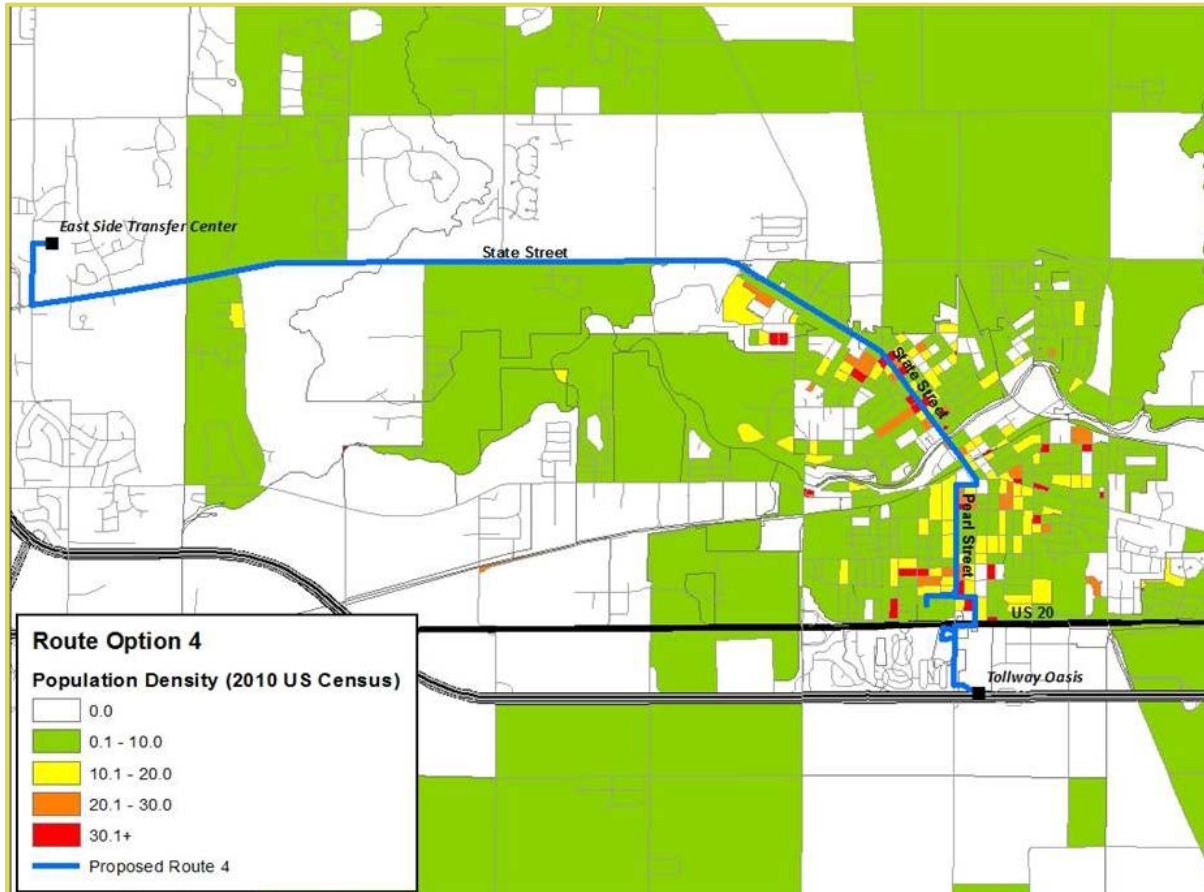 East Side Transfer Center
State Street
State Street
Pearl Street
US 20
Tollway Oasis
Route Option 4
Population Density (2010 US Census)
0.0
0.1 - 10.0
10.1 - 20.0
20.1 - 30.0
30.1+
Proposed Route 4